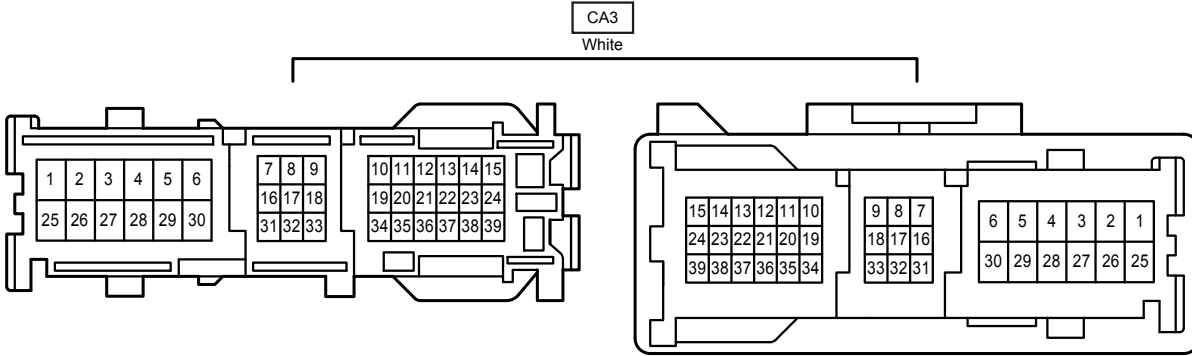 CA3
White
1 2 3 4 5 6 7 8 9 10 11 12 13 14 15 15 14 13 12 11 10 9 8 7 6 5 4 3 2 1
16 17 18 19 20 21 22 23 24 24 23 22 21 20 19 18 17 16
25 26 27 28 29 30 31 32 33 34 35 36 37 38 39 39 38 37 36 35 34 33 32 31 30 29 28 27 26 25